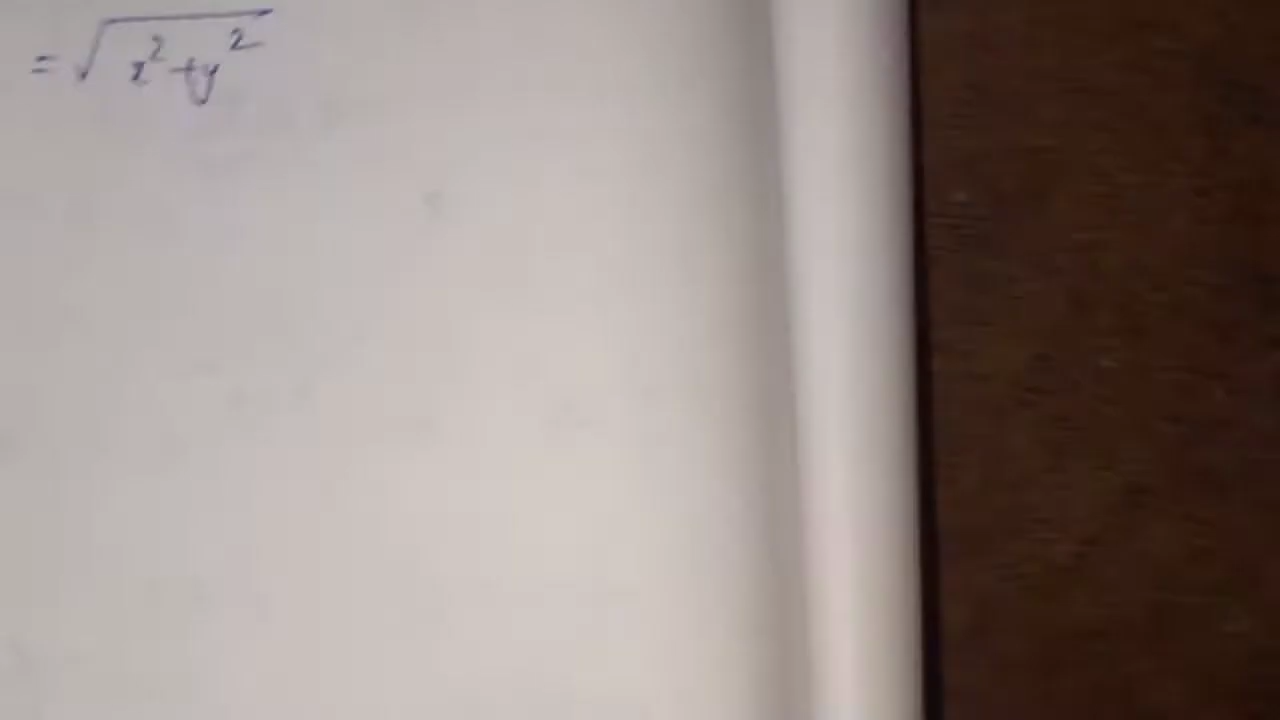 = √(x² + y²)